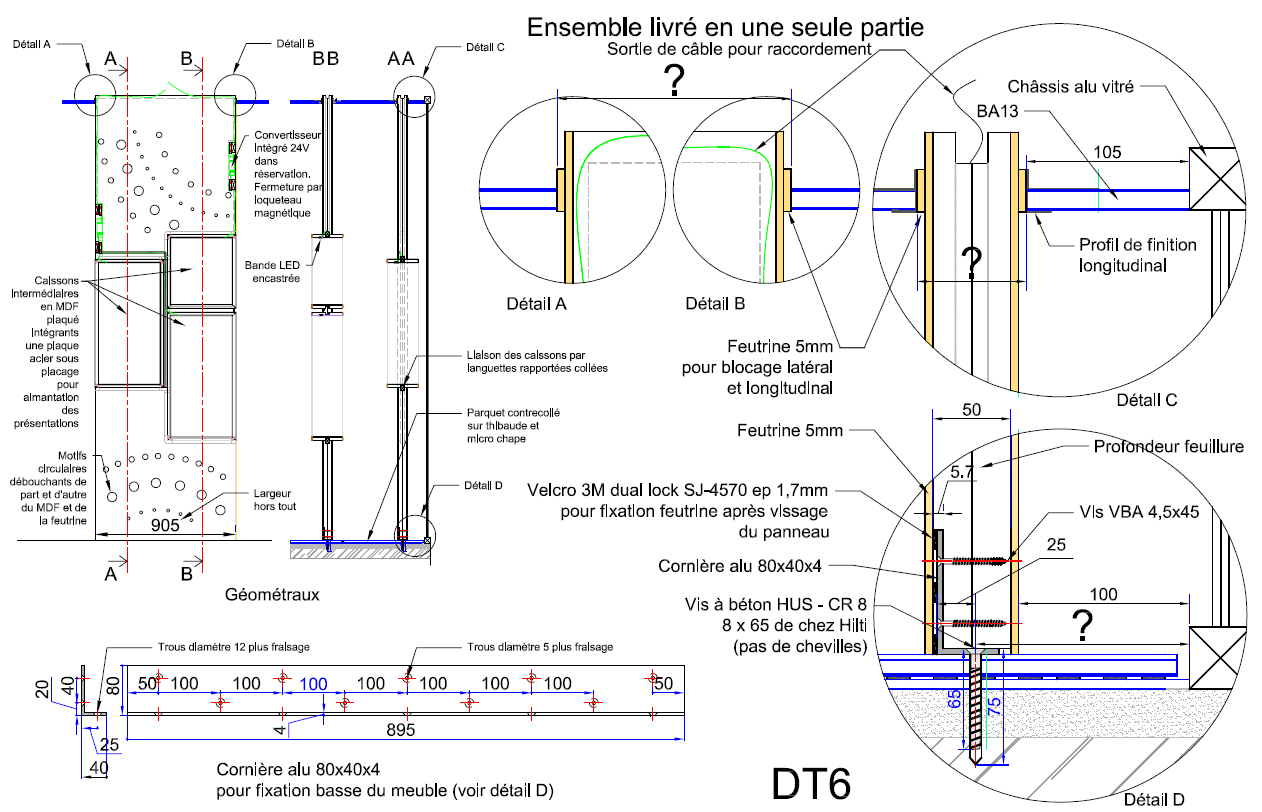 Ensemble livré en une seule partie
Sortie de câble pour raccordement
Détail A
A
B
Détail B
BB
AA
Détail C
?
Châssis alu vitré
BA13
105
Convertisseur
intégré 24V
dans
réservation.
Fermeture par
loqueteau
magnétique
Bande LED
encastrée
Caissons
intermédiaires
en MDF
plaqué
intégrants
une plaque
acier sous
placage
pour
aimantation
des
présentations
Détail A
Détail B
?
Profil de finition
longitudinal
Feutrine 5mm
pour blocage latéral
et longitudinal
Détail C
Liaison des caissons par
languettes rapportées collées
Parquet contrecollé
sur thibaude et
micro chape
Motifs
circulaires
débouchants de
part et d'autre
du MDF et de
la feutrine
Largeur
hors tout
905
Détail D
A
B
Géométraux
50
Feutrine 5mm
Profondeur feuillure
5.7
Velcro 3M dual lock SJ-4570 ep 1,7mm
pour fixation feutrine après vissage
du panneau
Vis VBA 4,5x45
25
Cornière alu 80x40x4
Vis à béton HUS - CR 8
8 x 65 de chez Hilti
(pas de chevilles)
100
?
65
75
Détail D
Trous diamètre 12 plus fraisage
Trous diamètre 5 plus fraisage
20
40
80
50
100
100
100
100
100
100
100
50
25
40
4
895
Cornière alu 80x40x4
pour fixation basse du meuble (voir détail D)
DT6